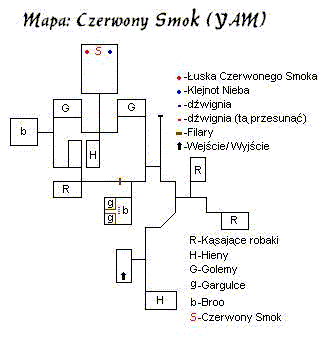 Mapa: Czerwony Smok (YAM)
S
G
G
b
H
R
R
g
b
g
R
H
-Łuska Czerwonego Smoka
-Klejnot Nieba
-dźwignia
-dźwignia (tą przesunąć)
-Filary
-Wejście/ Wyjście
R-Kąsające robaki
H-Hieny
G-Golemy
g-Gargulce
b-Broo
S-Czerwony Smok